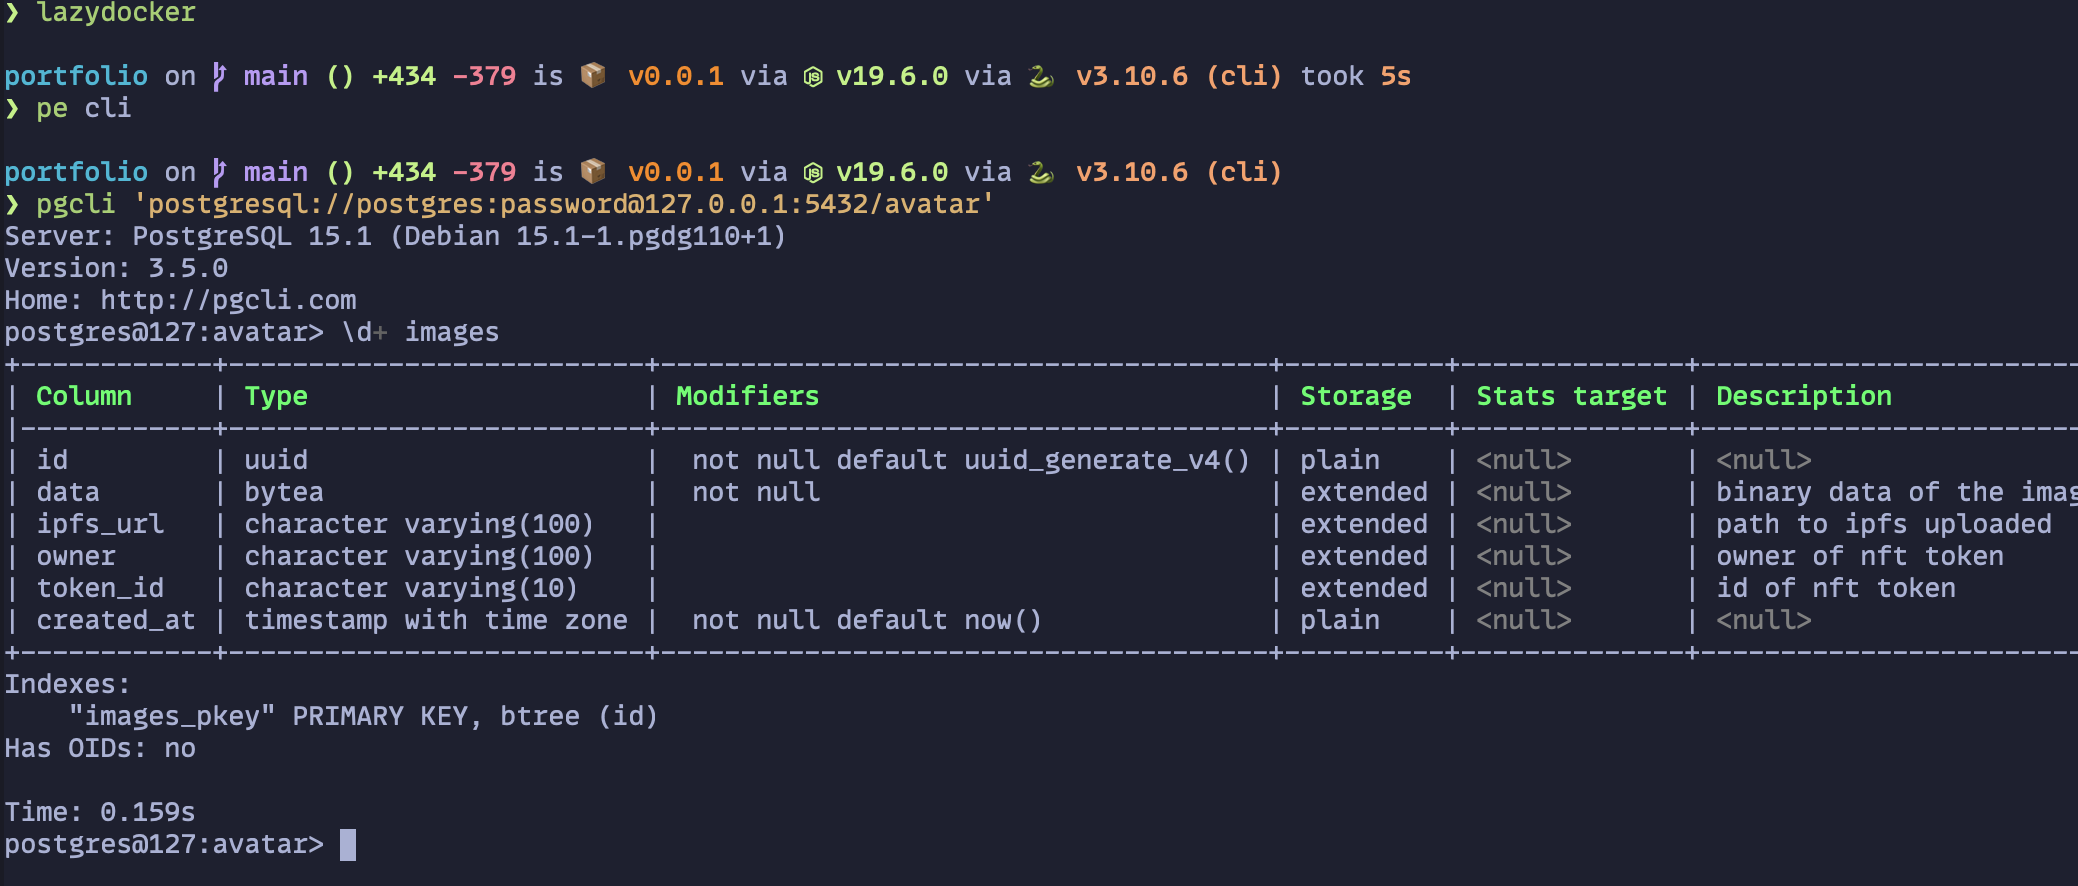 ❯ lazydocker
portfolio on main () +434 -379 is 📦 v0.0.1 via v19.6.0 via 🐍 v3.10.6 (cli) took 5s
❯ pe cli
portfolio on main () +434 -379 is 📦 v0.0.1 via v19.6.0 via 🐍 v3.10.6 (cli)
❯ pgcli 'postgresql://postgres:password@127.0.0.1:5432/avatar'
Server: PostgreSQL 15.1 (Debian 15.1-1.pgdg110+1)
Version: 3.5.0
Home: http://pgcli.com
postgres@127:avatar> \d+ images
| Column | Type | Modifiers | Storage | Stats target | Description
| id | uuid | not null default uuid_generate_v4() | plain | <null> | <null>
| data | bytea | not null | extended | <null> | binary data of the imag
| ipfs_url | character varying(100) | | extended | <null> | path to ipfs uploaded
| owner | character varying(100) | | extended | <null> | owner of nft token
| token_id | character varying(10) | | extended | <null> | id of nft token
| created_at | timestamp with time zone | not null default now() | plain | <null> | <null>
Indexes:
"images_pkey" PRIMARY KEY, btree (id)
Has OIDs: no
Time: 0.159s
postgres@127:avatar>